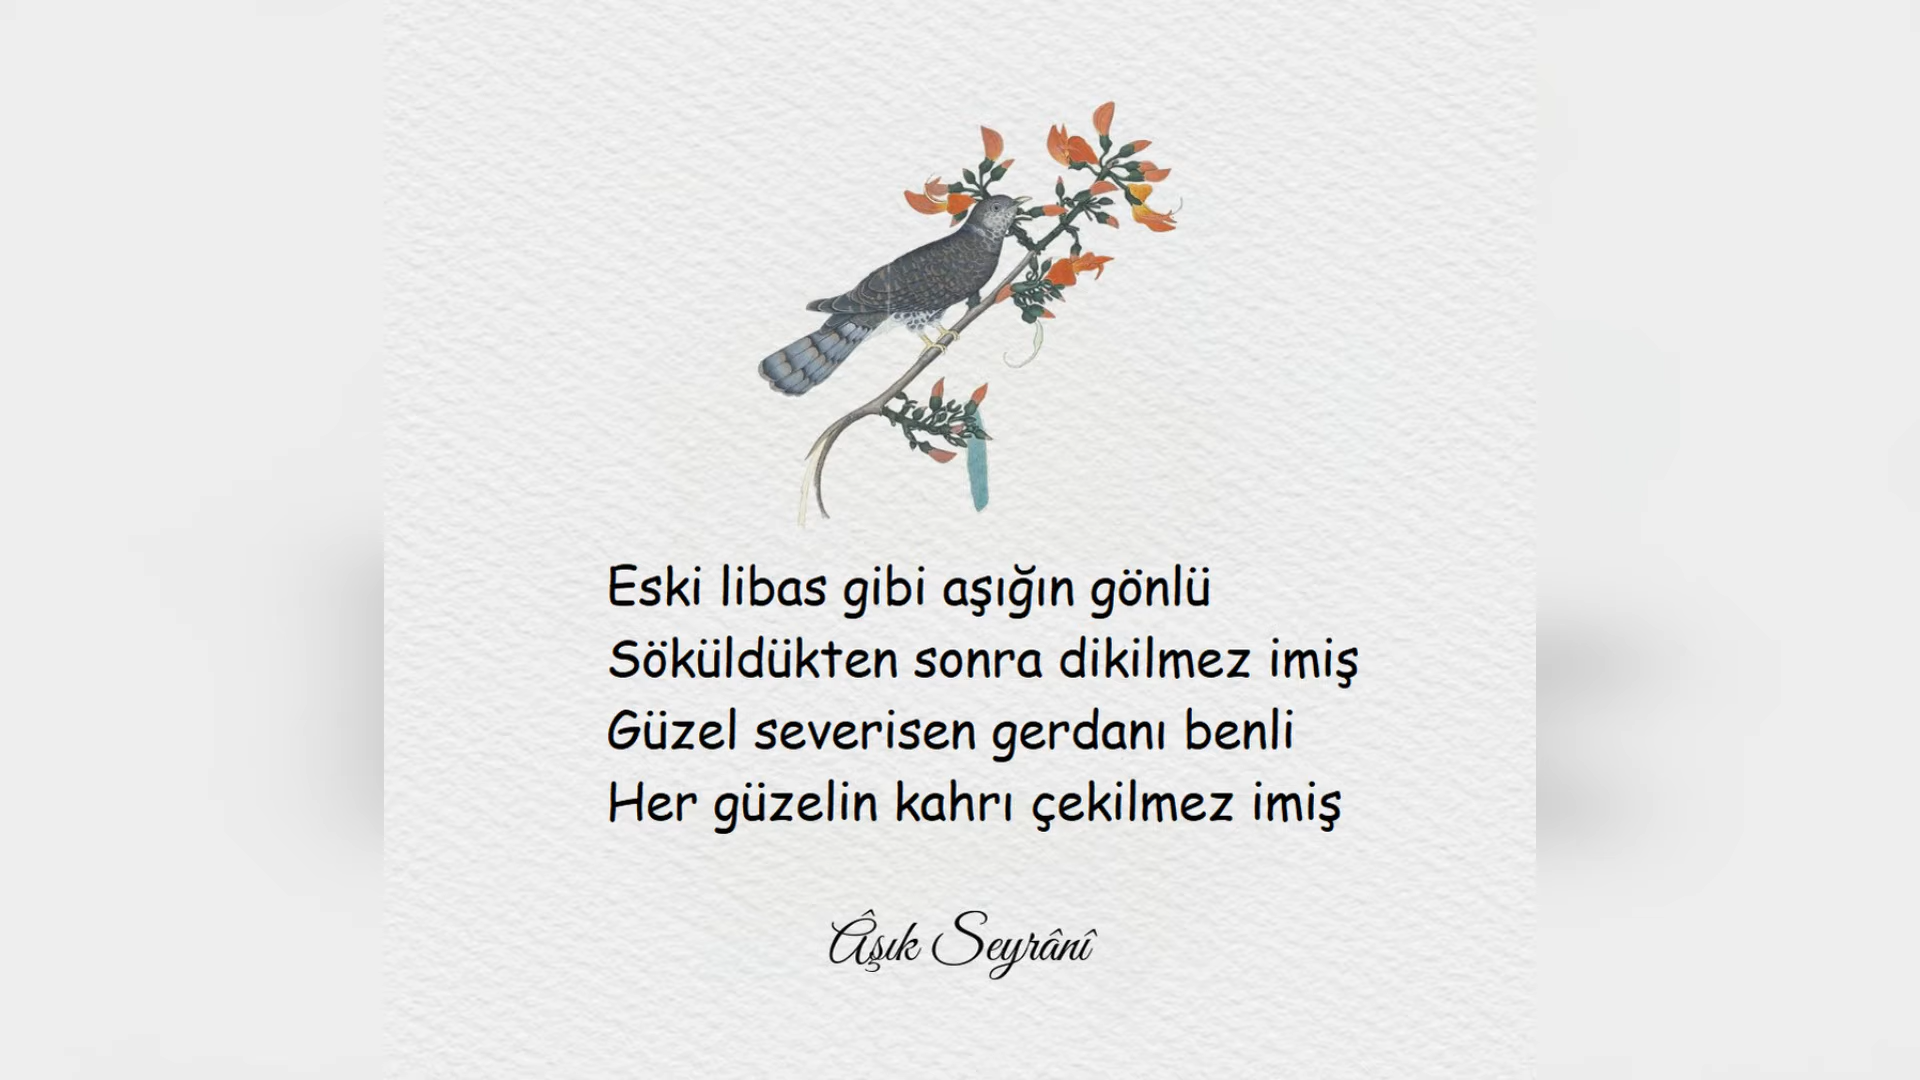 Eski libas gibi aşığın gönlü
Söküldükten sonra dikilmez imiş
Güzel severisen gerdanı benli
Her güzelin kahrı çekilmez imiş
Âşık Seyrânî